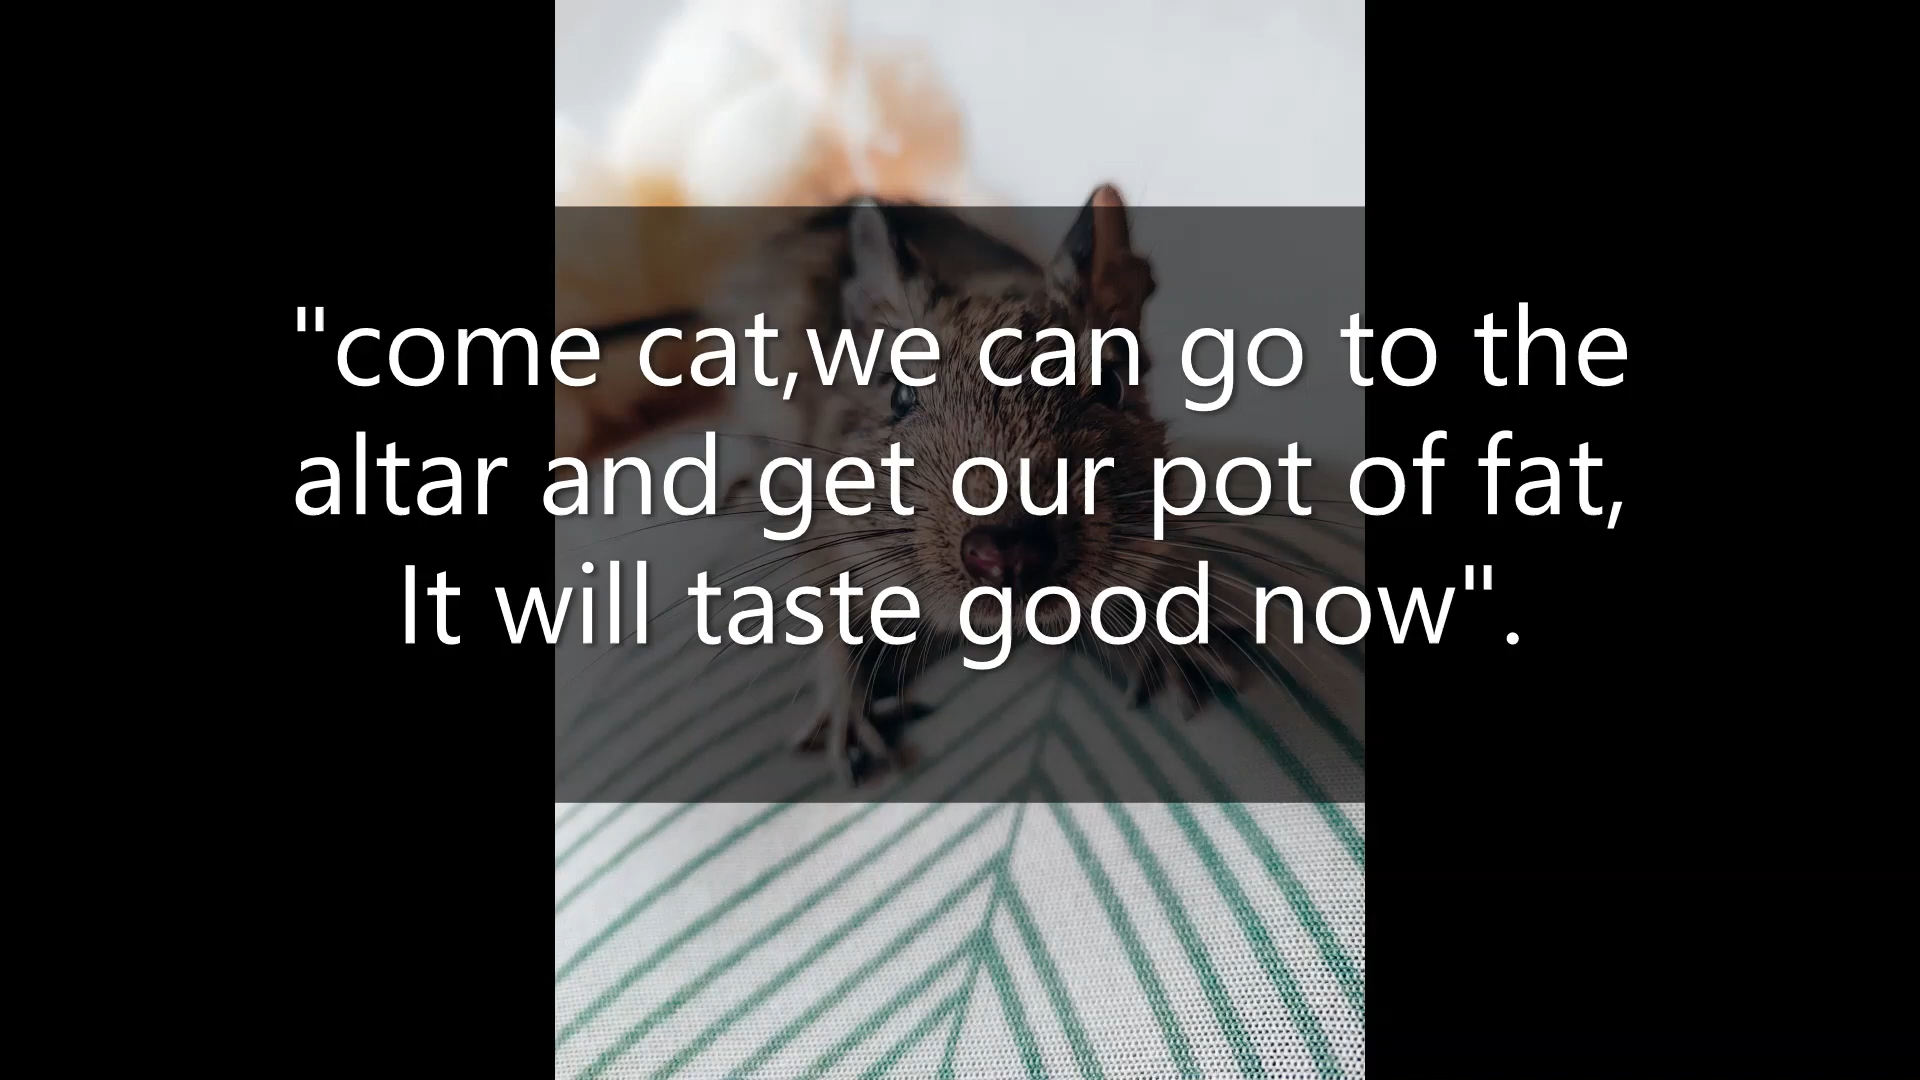 "come cat,we can go to the
altar and get our pot of fat,
It will taste good now".